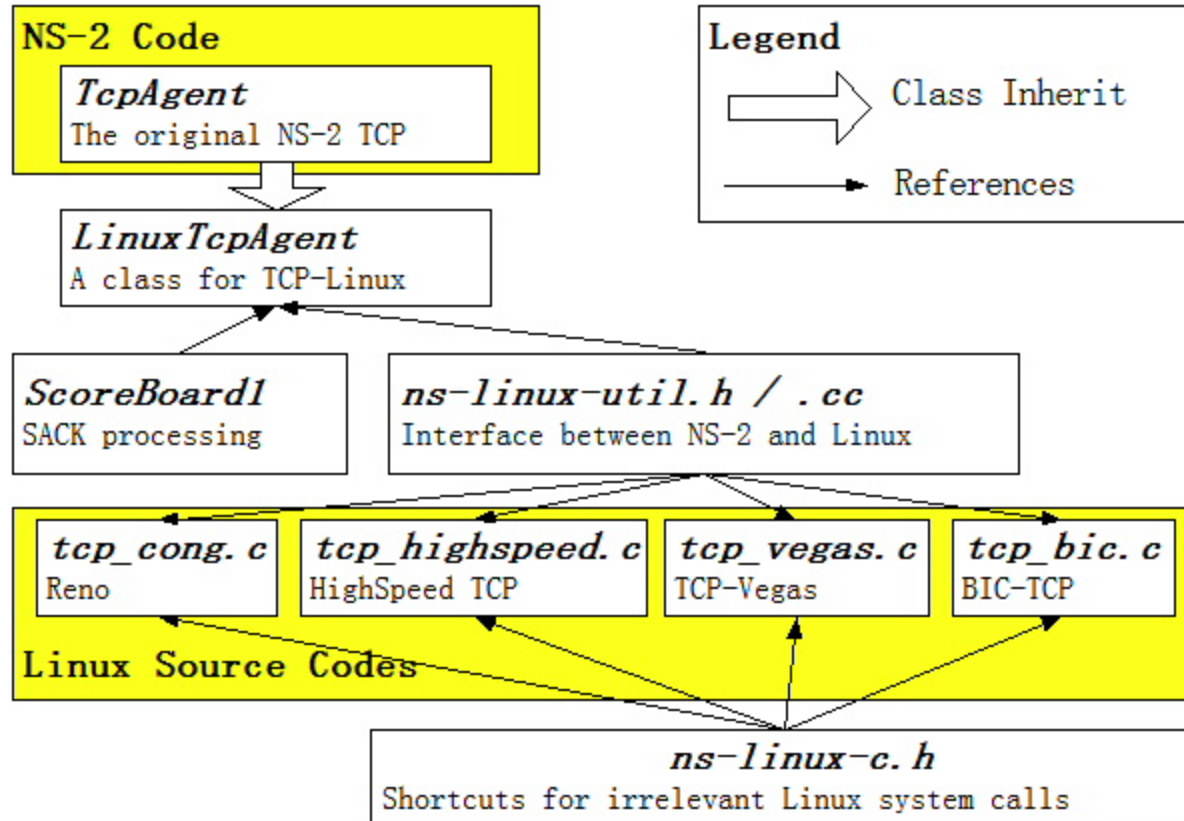 NS-2 Code
TcpAgent
The original NS-2 TCP
Legend
Class Inherit
References
LinuxTcpAgent
A class for TCP-Linux
ScoreBoard1
SACK processing
ns-linux-util.h / .cc
Interface between NS-2 and Linux
tcp_cong.c
Reno
tcp_highspeed.c
HighSpeed TCP
tcp_vegas.c
TCP-Vegas
tcp_bic.c
BIC-TCP
Linux Source Codes
ns-linux-c.h
Shortcuts for irrelevant Linux system calls